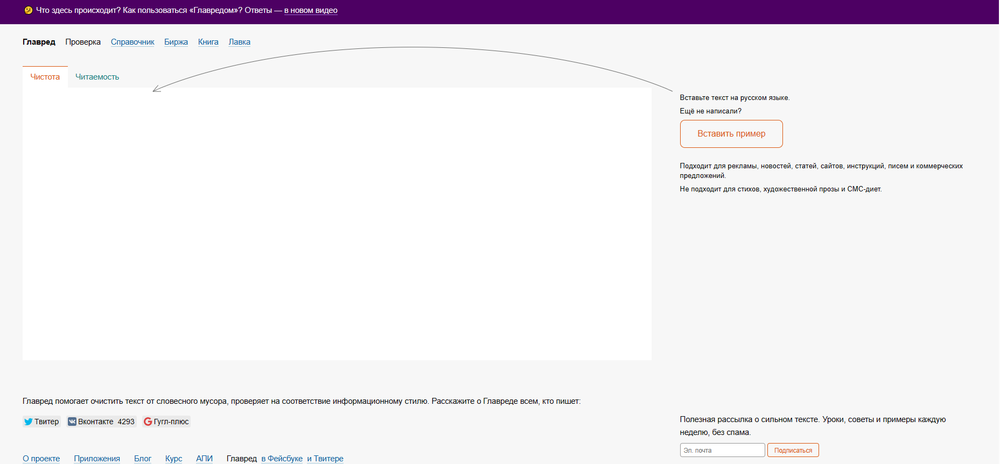 Что здесь происходит? Как пользоваться «Главредом»? Ответы — в новом видео
Главред Проверка Справочник Биржа Книга Лавка
Чистота Читаемость
Вставьте текст на русском языке.
Ещё не написали?
Вставить пример
Подходит для рекламы, новостей, статей, сайтов, инструкций, писем и коммерческих
предложений.
Не подходит для стихов, художественной прозы и СМС-диет.
Главред помогает очистить текст от словесного мусора, проверяет на соответствие информационному стилю. Расскажите о Главреде всем, кто пишет:
Твитер Вконтакте 4293 Гугл-плюс
Полезная рассылка о сильном тексте. Уроки, советы и примеры каждую
неделю, без спама.
Эл. почта Подписаться
О проекте Приложения Блог Курс АПИ Главред в Фейсбуке и Твитере